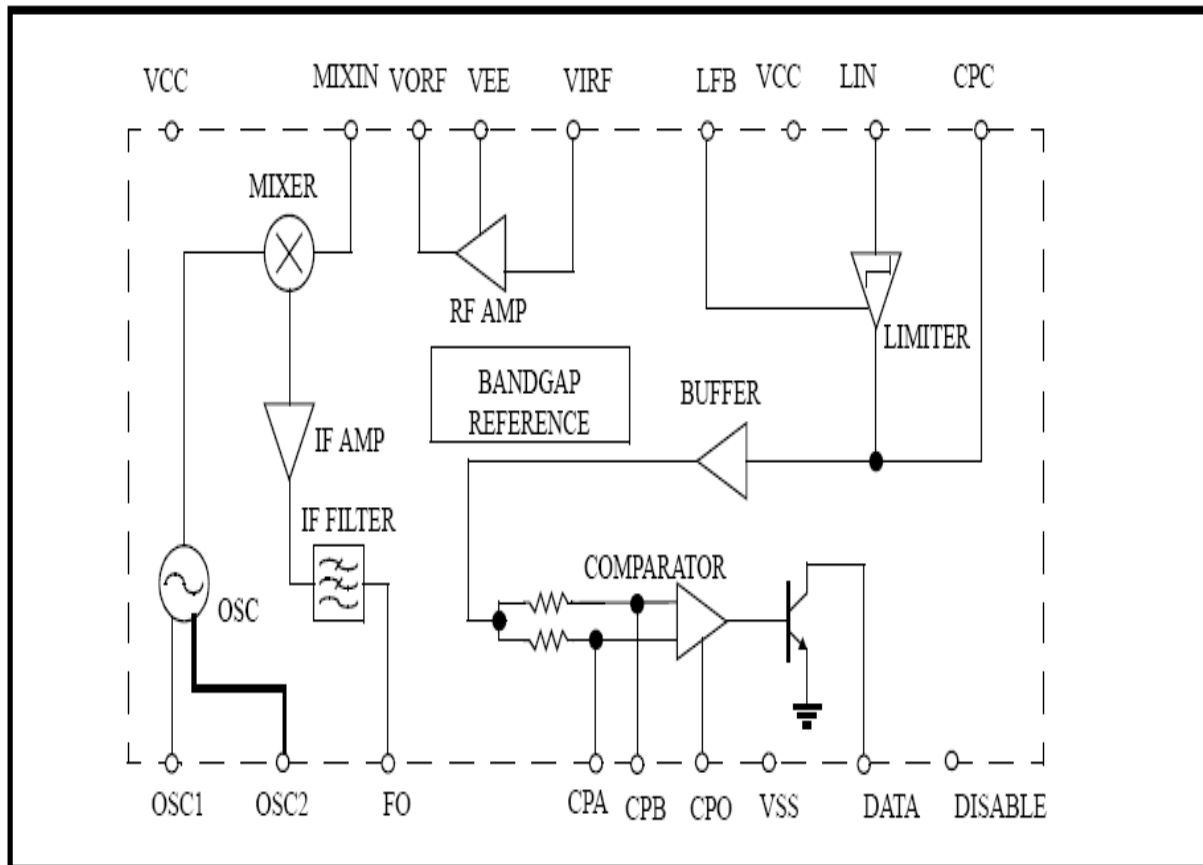 VCC MIXIN VORF VEE VIRF LFB VCC LIN CPC
MIXER
RF AMP
LIMITER
BANDGAP
REFERENCE
BUFFER
IF AMP
IF FILTER
COMPARATOR
OSC
OSC1 OSC2 FO CPA CPB CPO VSS DATA DISABLE